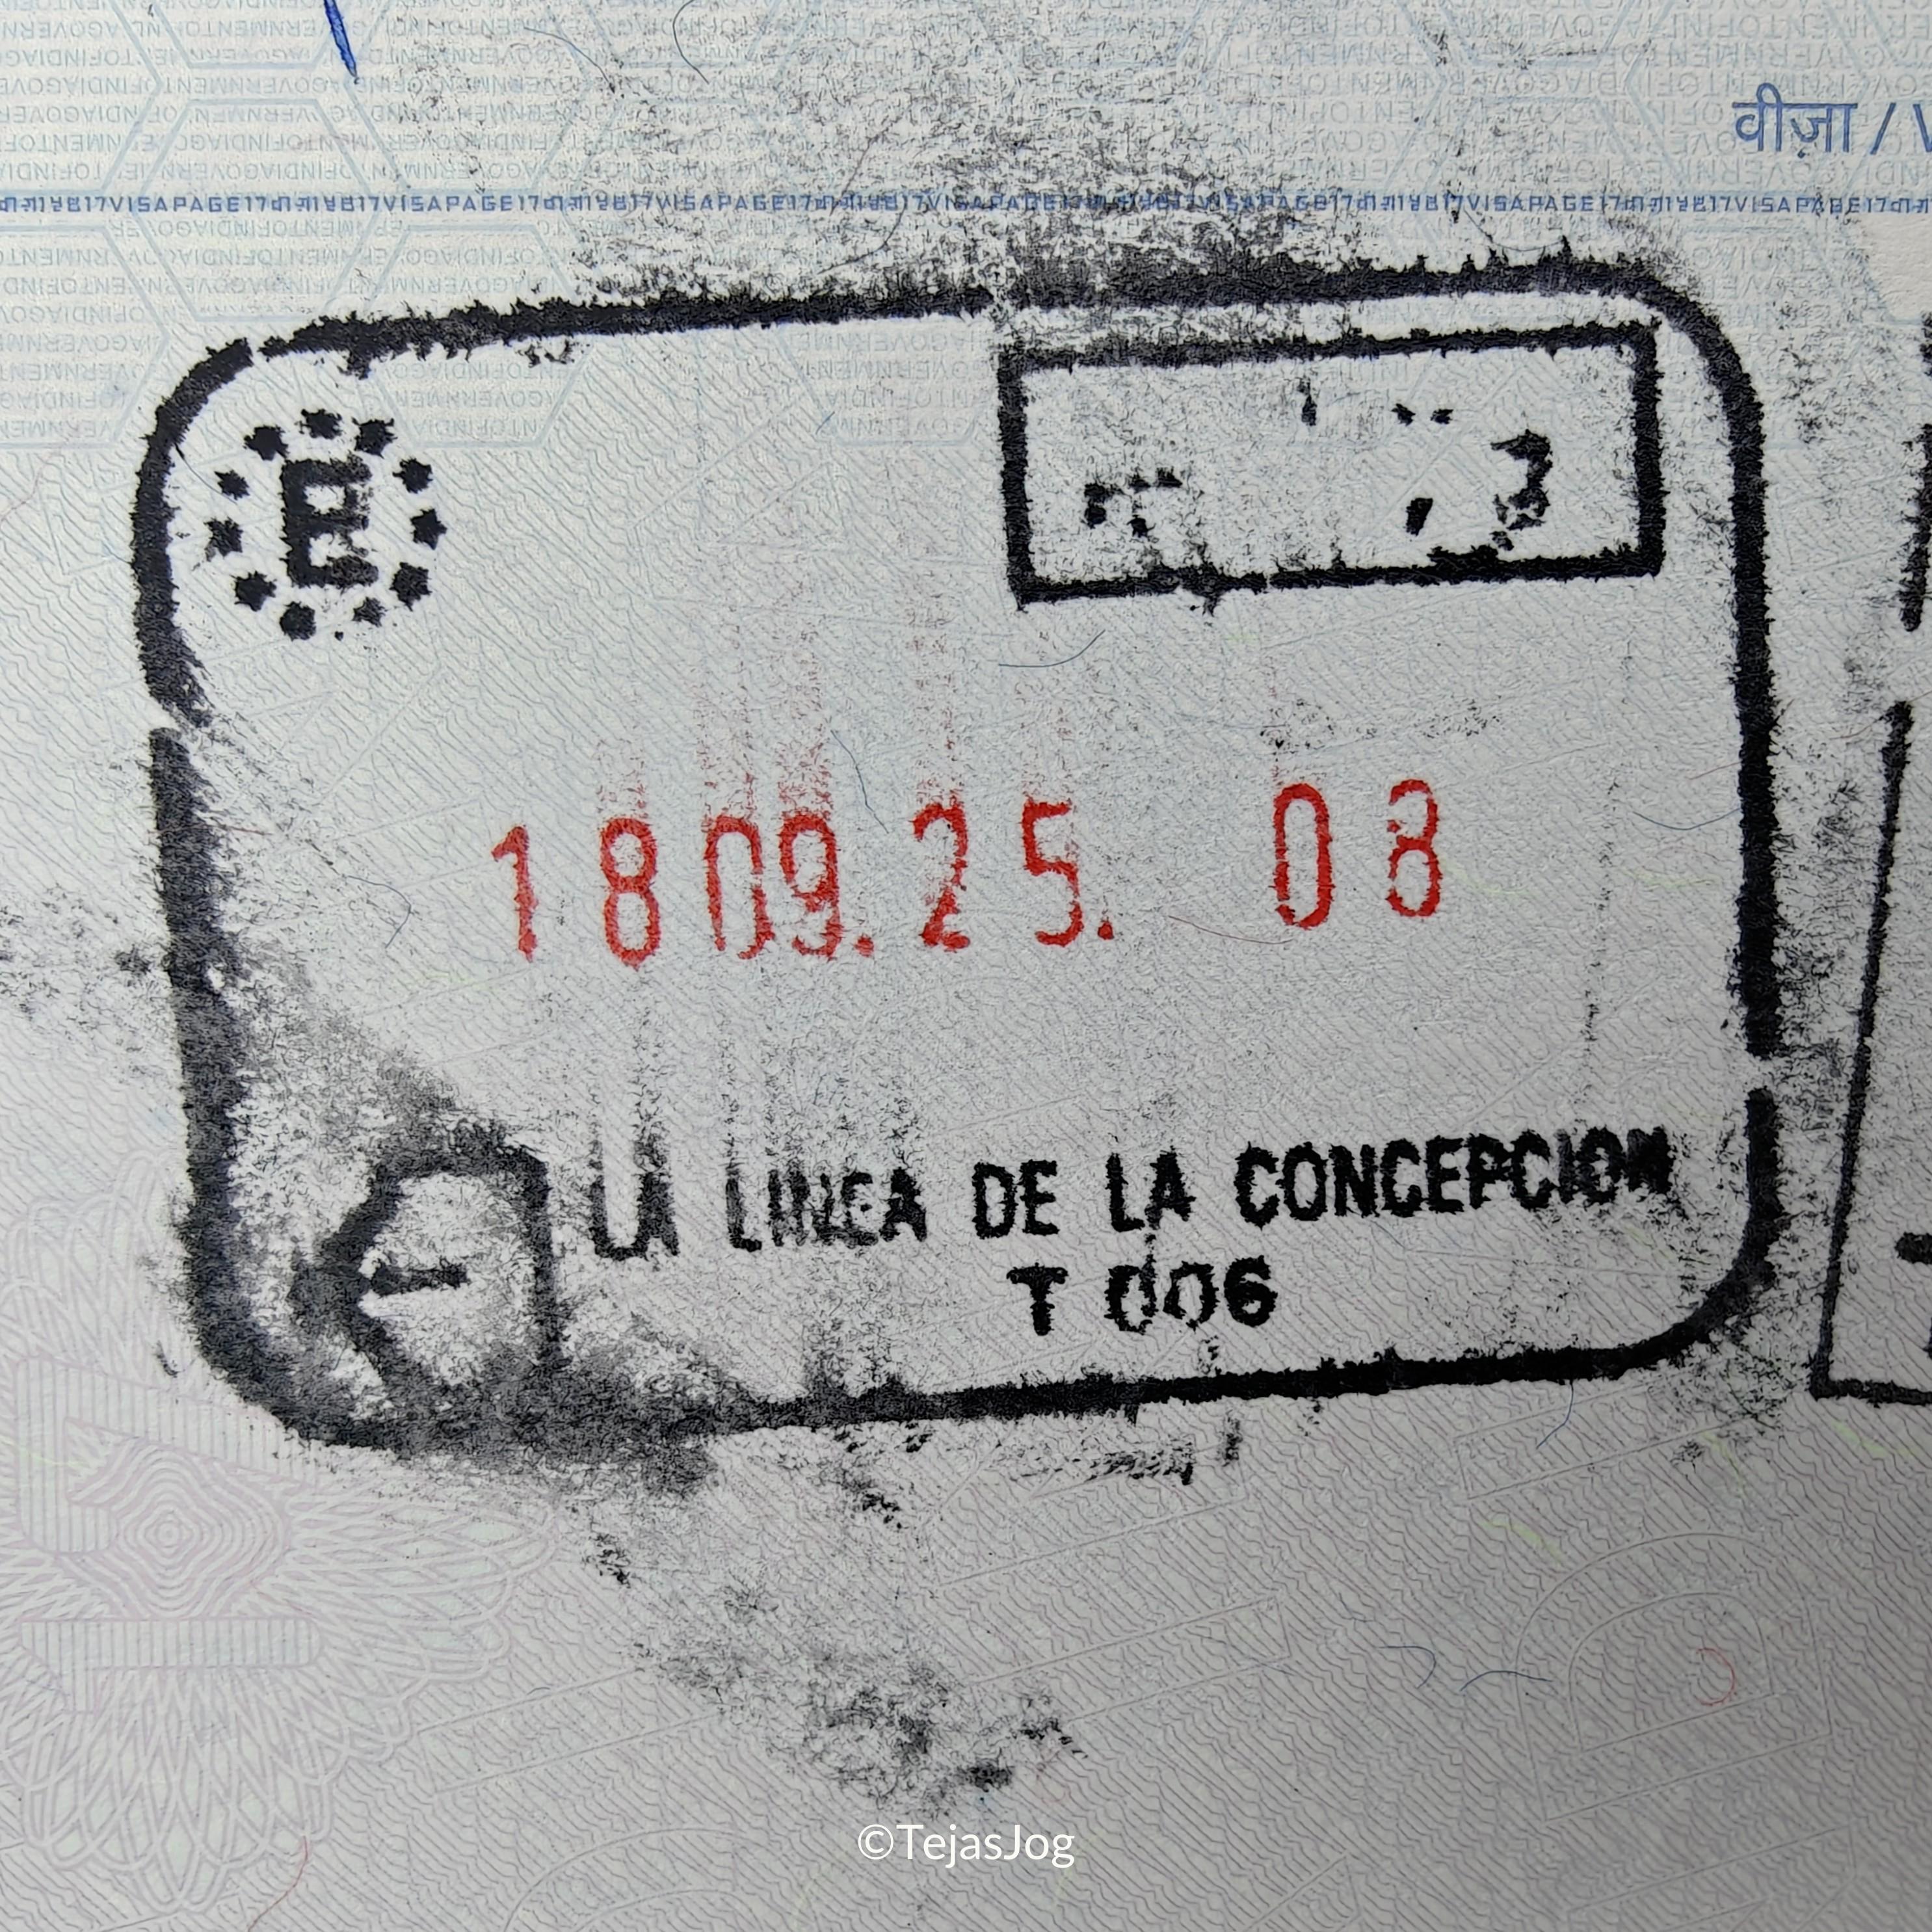 वीज़ा /
VISAPAGE17
E
18 09. 25. 08
LA LINEA DE LA CONCEPCION
T 006
©TejasJog